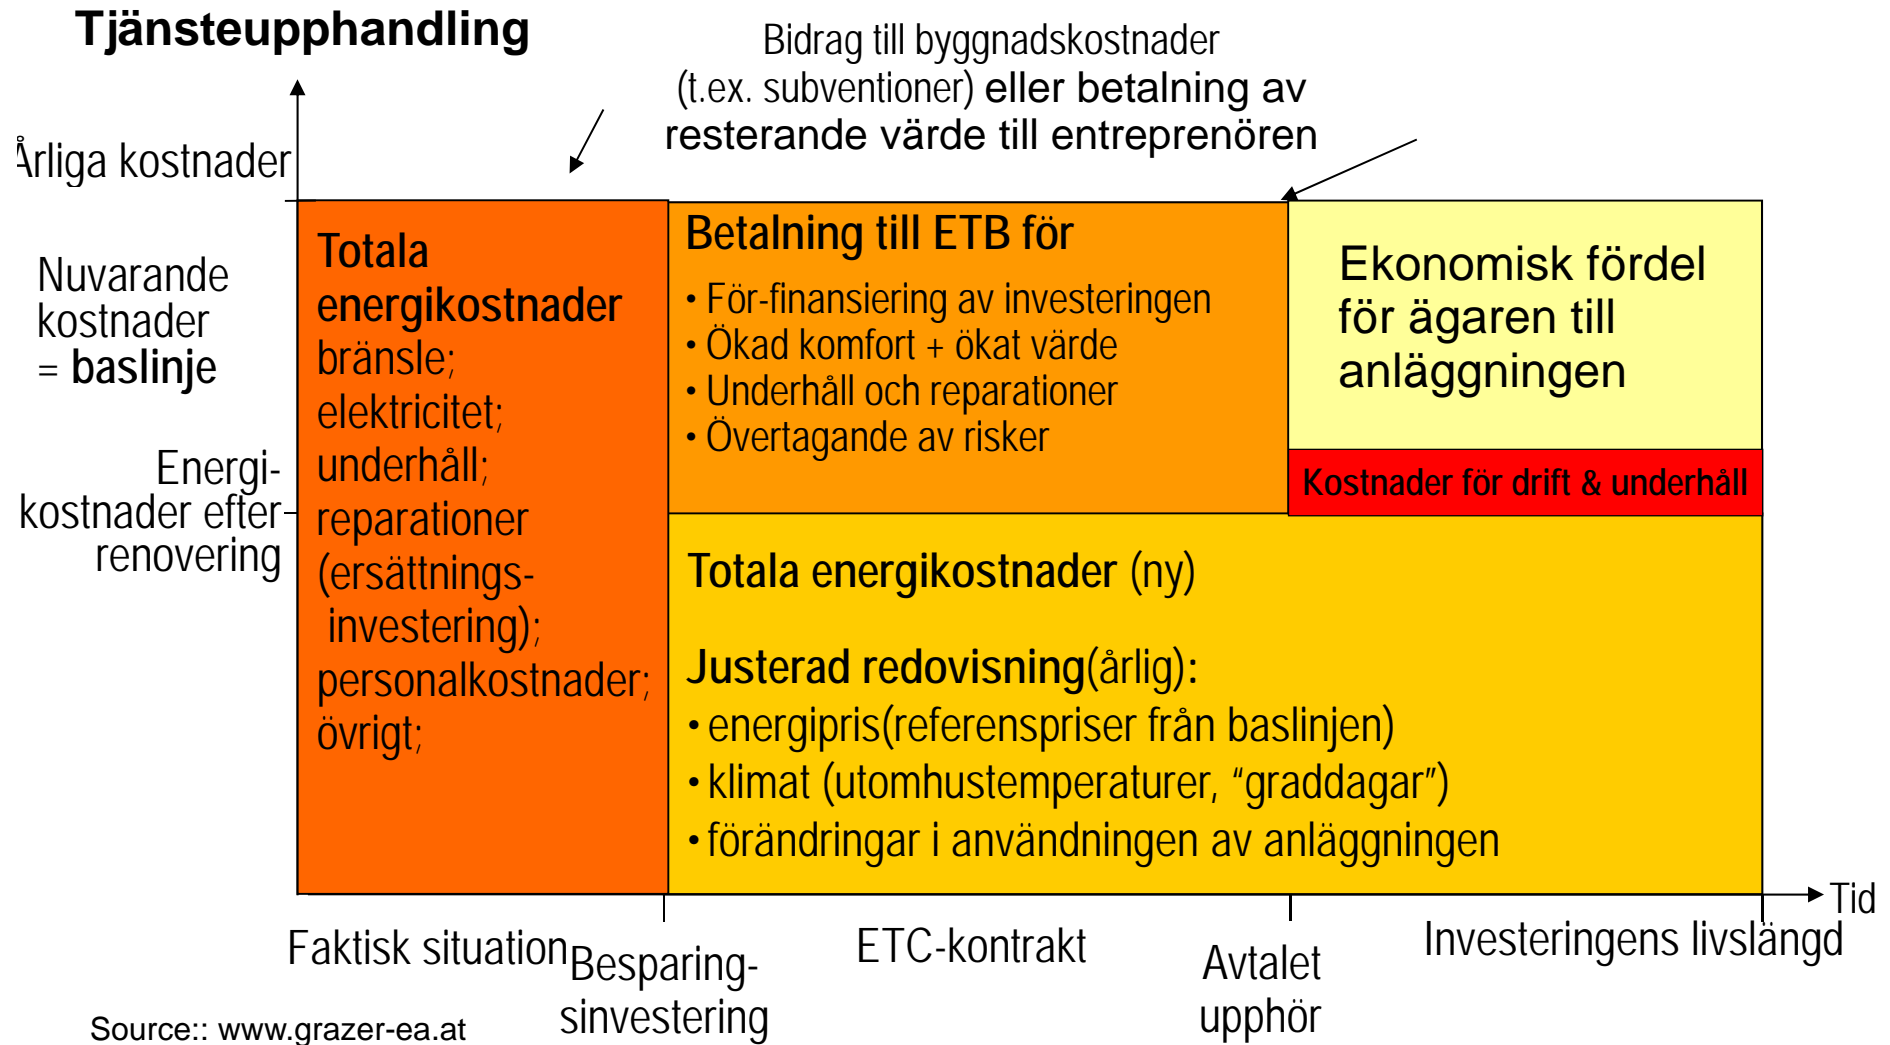 Tjänsteupphandling
Bidrag till byggnadskostnader
(t.ex. subventioner) eller betalning av
resterande värde till entreprenören
Årliga kostnader
Nuvarande
kostnader
= baslinje
Energi-
kostnader efter
renovering
Totala
energikostnader
bränsle;
elektricitet;
underhåll;
reparationer
(ersättnings-
investering);
personalkostnader;
övrigt;
Betalning till ETB för
• För-finansiering av investeringen
• Ökad komfort + ökat värde
• Underhåll och reparationer
• Övertagande av risker
Ekonomisk fördel
för ägaren till
anläggningen
Kostnader för drift & underhåll
Totala energikostnader (ny)
Justerad redovisning(årlig):
• energipris(referenspriser från baslinjen)
• klimat (utomhustemperaturer, “graddagar”)
• förändringar i användningen av anläggningen
Tid
Faktisk situation
Besparing-
sinvestering
ETC-kontrakt
Avtalet
upphör
Investeringens livslängd
Source:: www.grazer-ea.at